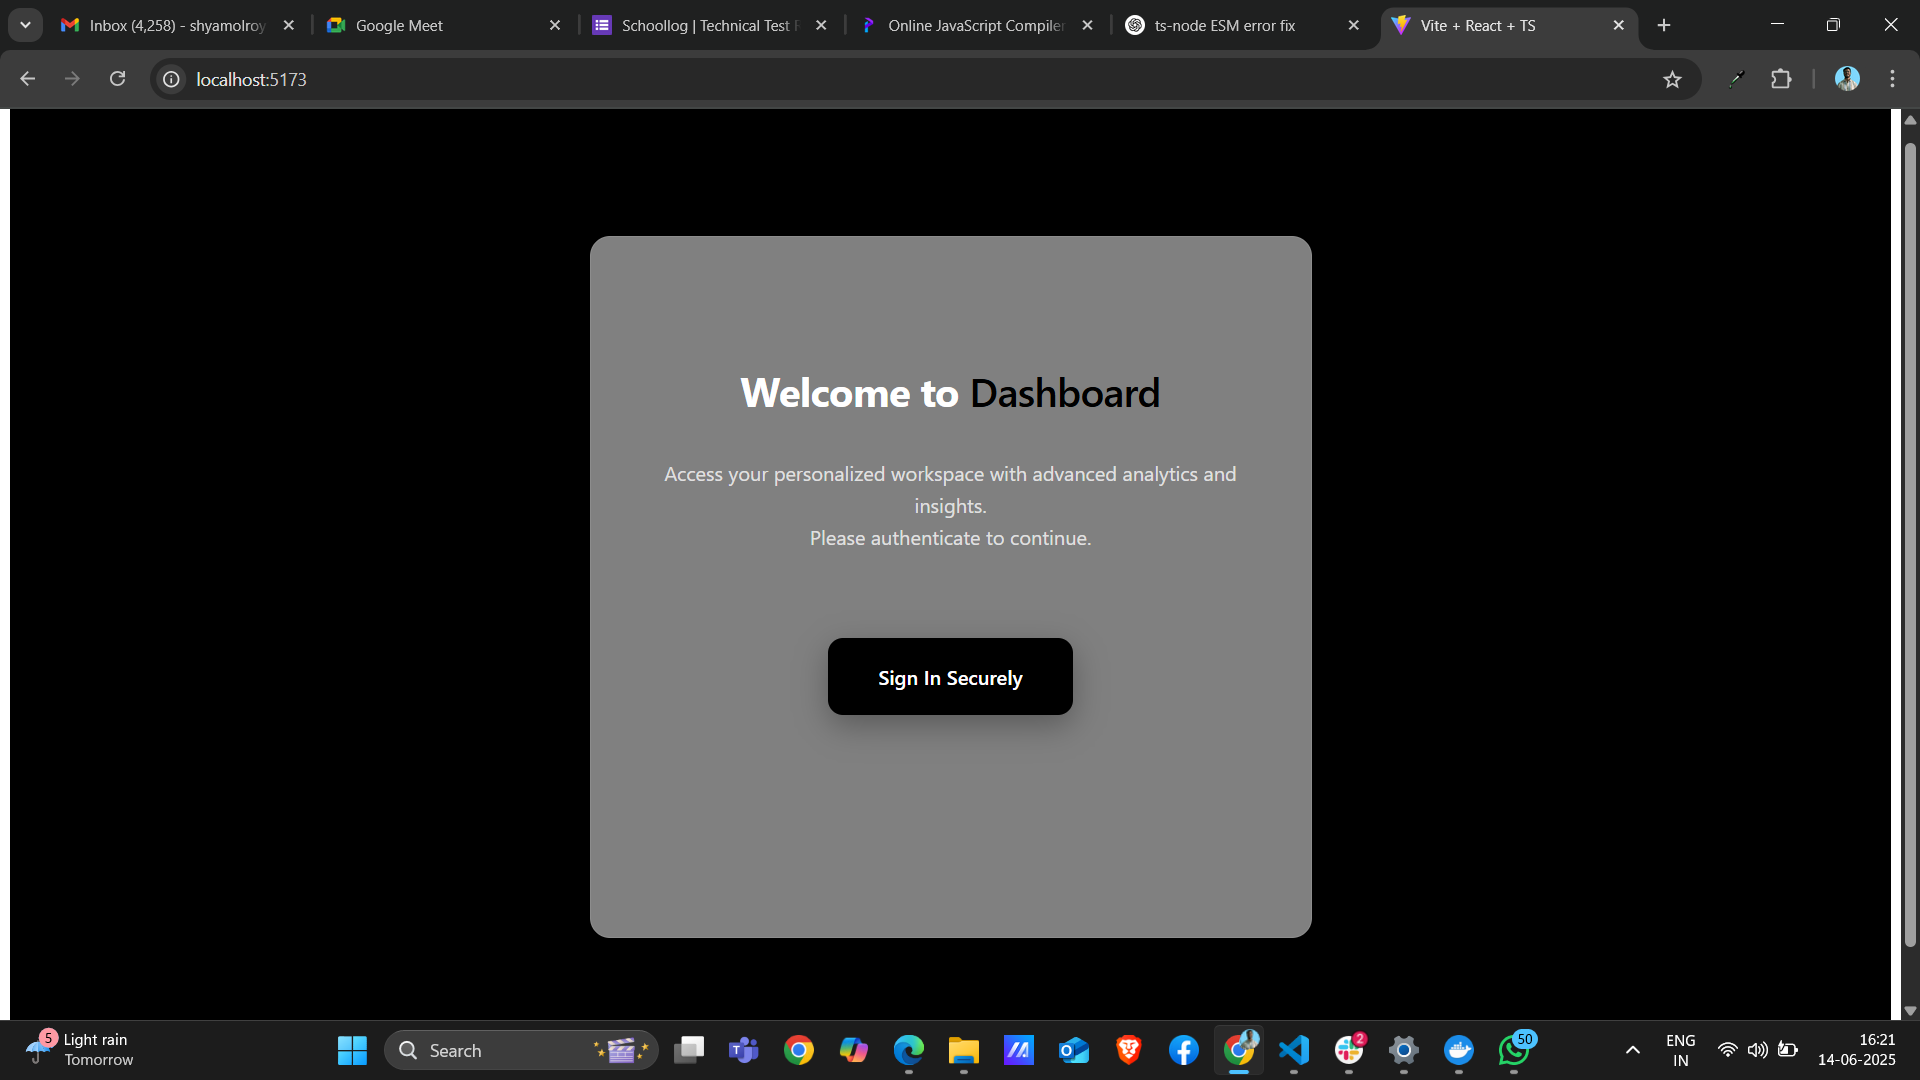 Inbox (4,258) - shyamolroy
Google Meet
Schoollog | Technical Test
Online JavaScript Compiler
ts-node ESM error fix
Vite + React + TS
localhost:5173
Welcome to Dashboard
Access your personalized workspace with advanced analytics and
insights.
Please authenticate to continue.
Sign In Securely
5
Light rain
Tomorrow
Search
2
50
ENG
IN
16:21
14-06-2025